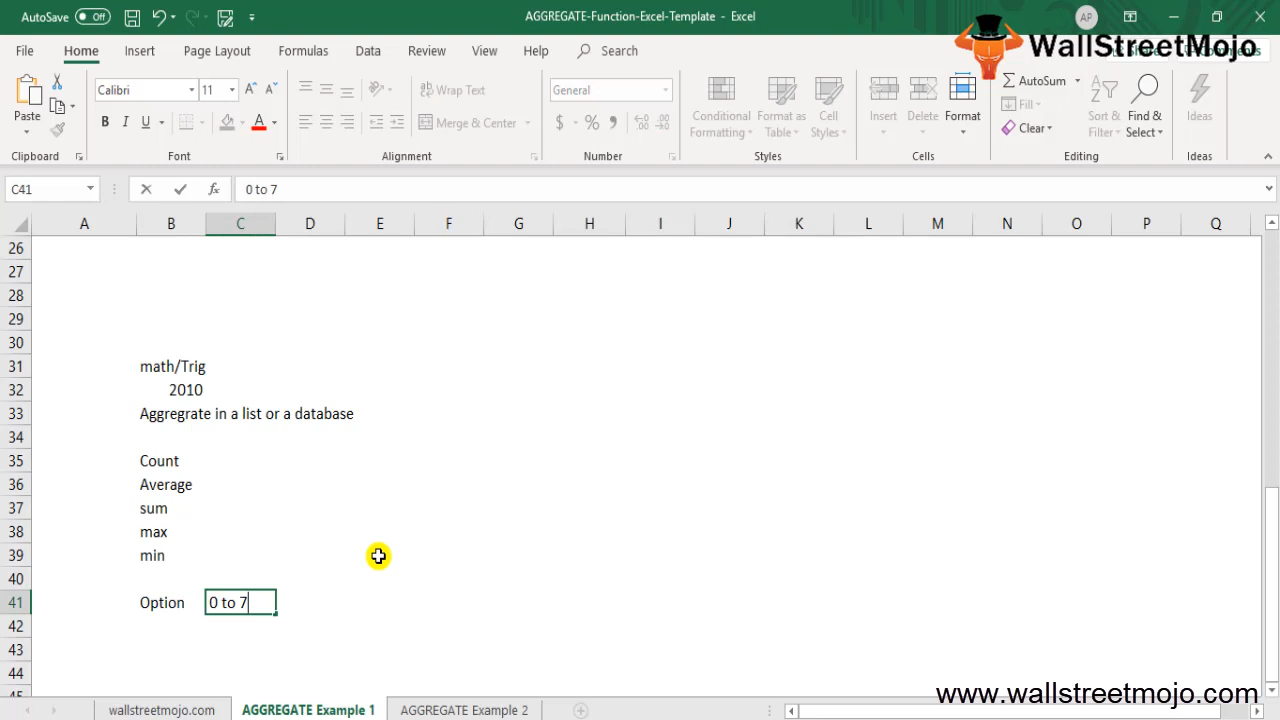 AutoSave Off
AGGREGATE-Function-Excel-Template - Excel
AP
WallStreetMojo
File Home Insert Page Layout Formulas Data Review View Help Search
Paste
Clipboard
Calibri 11
B I U
Font
Wrap Text
Merge & Center
Alignment
General
$ % 9
Number
Conditional Formatting
Format as Table
Cell Styles
Styles
Insert Delete Format
Cells
AutoSum
Fill
Clear
Sort & Filter
Find & Select
Editing
Ideas
Ideas
C41 fx 0 to 7
A B C D E F G H I J K L M N O P Q
26
27
28
29
30
31 math/Trig
32 2010
33 Aggregrate in a list or a database
34
35 Count
36 Average
37 sum
38 max
39 min
40
41 Option 0 to 7
42
43
44
45
wallstreetmojo.com AGGREGATE Example 1 AGGREGATE Example 2
www.wallstreetmojo.com